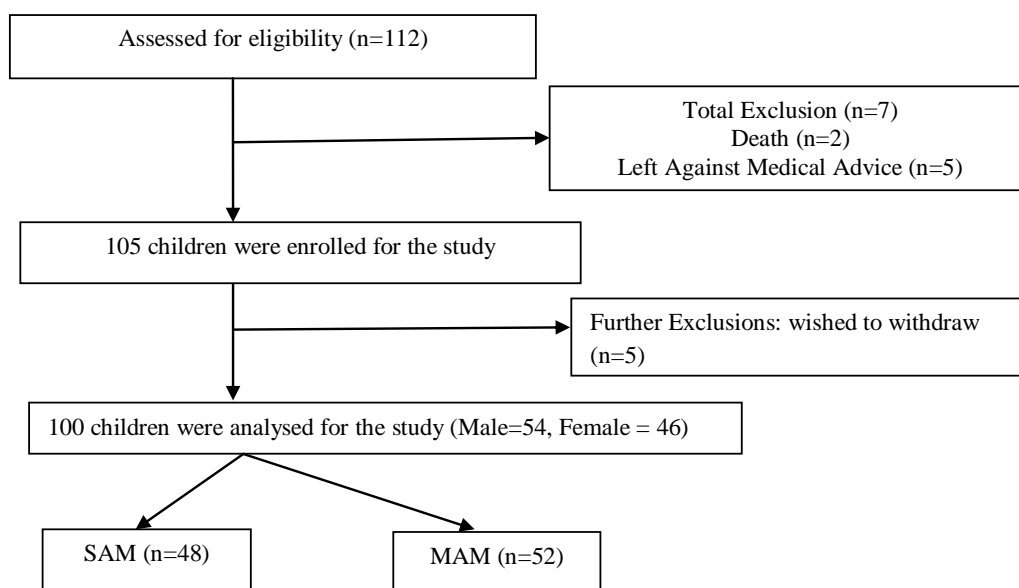 Assessed for eligibility (n=112)
Total Exclusion (n=7)
Death (n=2)
Left Against Medical Advice (n=5)
105 children were enrolled for the study
Further Exclusions: wished to withdraw
(n=5)
100 children were analysed for the study (Male=54, Female = 46)
SAM (n=48)
MAM (n=52)